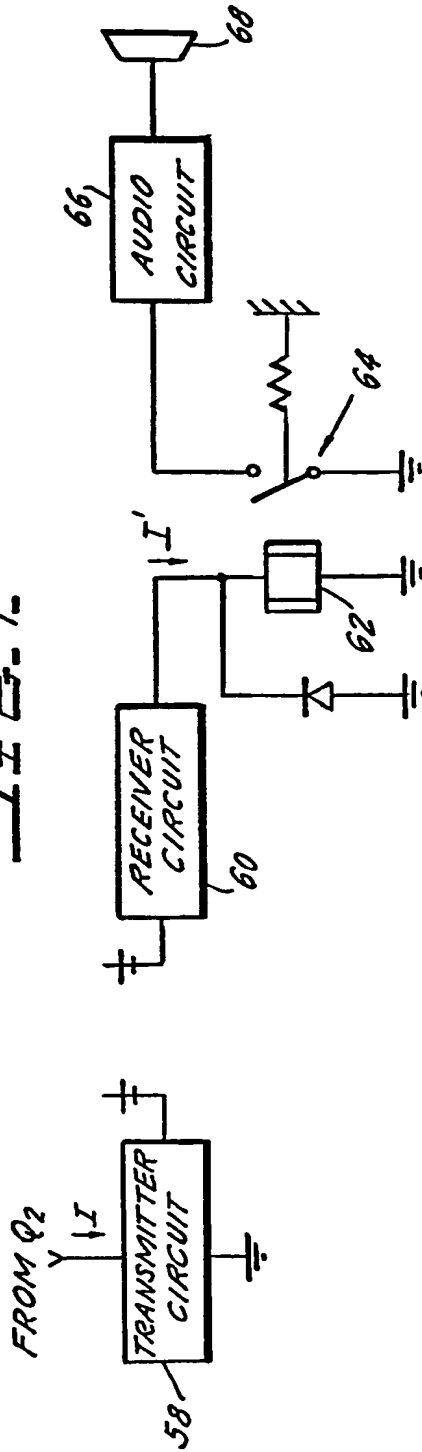 FROM Q2
I
TRANSMITTER
CIRCUIT
58
RECEIVER
CIRCUIT
60
I'
62
64
66
AUDIO
CIRCUIT
68